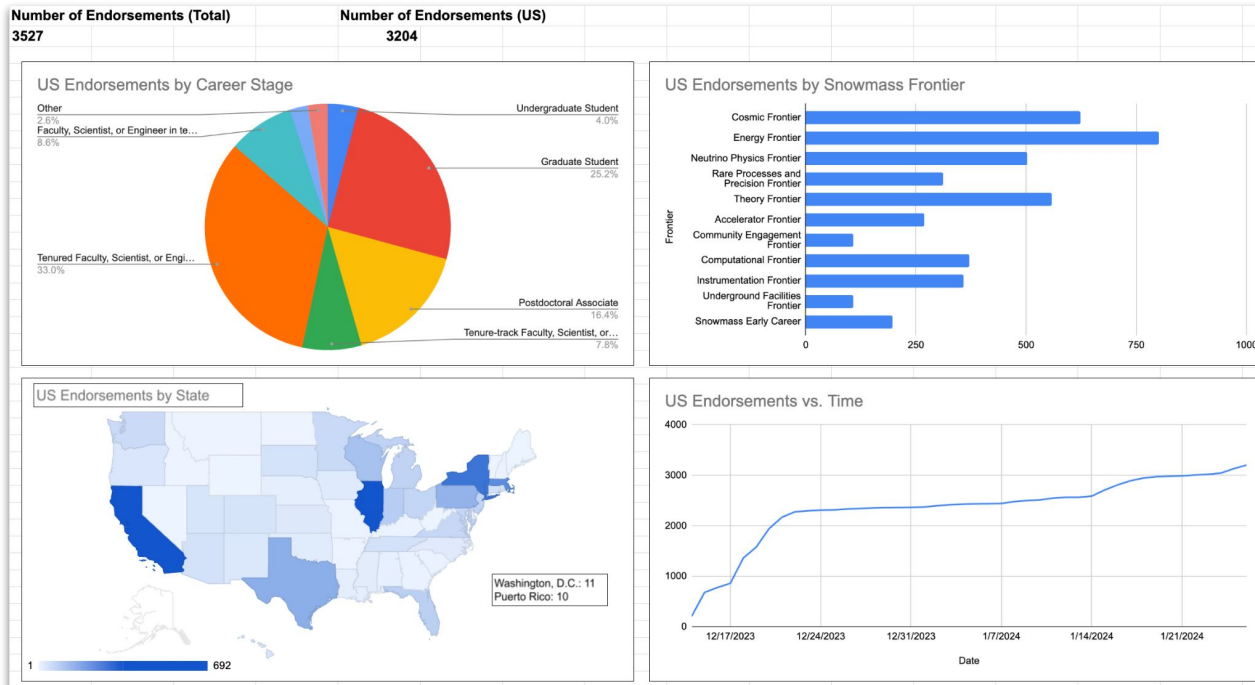 Number of Endorsements (Total)
Number of Endorsements (US)
3527
3204
US Endorsements by Career Stage
Other
2.6%
Faculty, Scientist, or Engineer in te…
8.6%
Tenured Faculty, Scientist, or Engi…
33.0%
Undergraduate Student
4.0%
Graduate Student
25.2%
Postdoctoral Associate
16.4%
Tenure-track Faculty, Scientist, or…
7.8%
US Endorsements by Snowmass Frontier
Frontier
Cosmic Frontier
Energy Frontier
Neutrino Physics Frontier
Rare Processes and
Precision Frontier
Theory Frontier
Accelerator Frontier
Community Engagement
Frontier
Computational Frontier
Instrumentation Frontier
Underground Facilities
Frontier
Snowmass Early Career
0
250
500
750
1000
US Endorsements by State
Washington, D.C.: 11
Puerto Rico: 10
1
692
US Endorsements vs. Time
4000
3000
2000
1000
0
12/17/2023
12/24/2023
12/31/2023
1/7/2024
1/14/2024
1/21/2024
Date